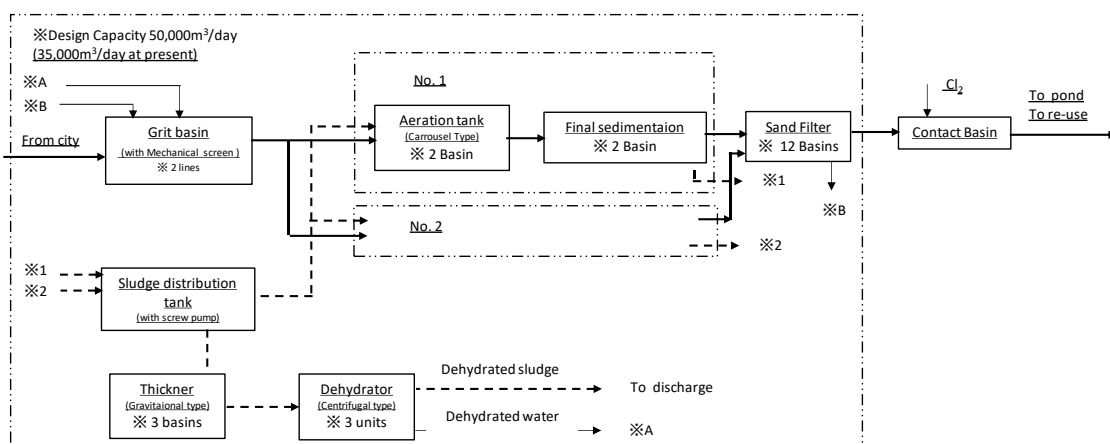 ※Design Capacity 50,000m³/day
(35,000m³/day at present)
※A
※B
From city
Grit basin
(with Mechanical screen)
※ 2 lines
No. 1
Aeration tank
(Carrousel Type)
※ 2 Basin
Final sedimentaion
※ 2 Basin
※1
No. 2
※2
Sand Filter
※ 12 Basins
※B
Cl₂
Contact Basin
To pond
To re-use
※1
※2
Sludge distribution
tank
(with screw pump)
Thickner
(Gravitaional type)
※ 3 basins
Dehydrator
(Centrifugal type)
※ 3 units
Dehydrated sludge
To discharge
Dehydrated water
※A